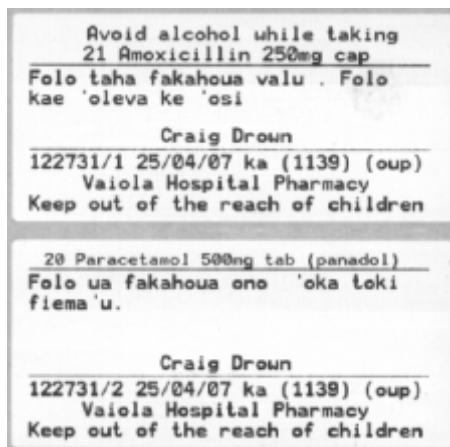 Avoid alcohol while taking
21 Amoxicillin 250mg cap
Folo taha fakahoua valu . Folo
kae 'oleva ke 'osi
Craig Drown
122731/1 25/04/07 ka (1139) (oup)
Vaiola Hospital Pharmacy
Keep out of the reach of children
20 Paracetamol 500mg tab (panadol)
Folo ua fakahoua ono 'oka toki
fiema'u.
Craig Drown
122731/2 25/04/07 ka (1139) (oup)
Vaiola Hospital Pharmacy
Keep out of the reach of children